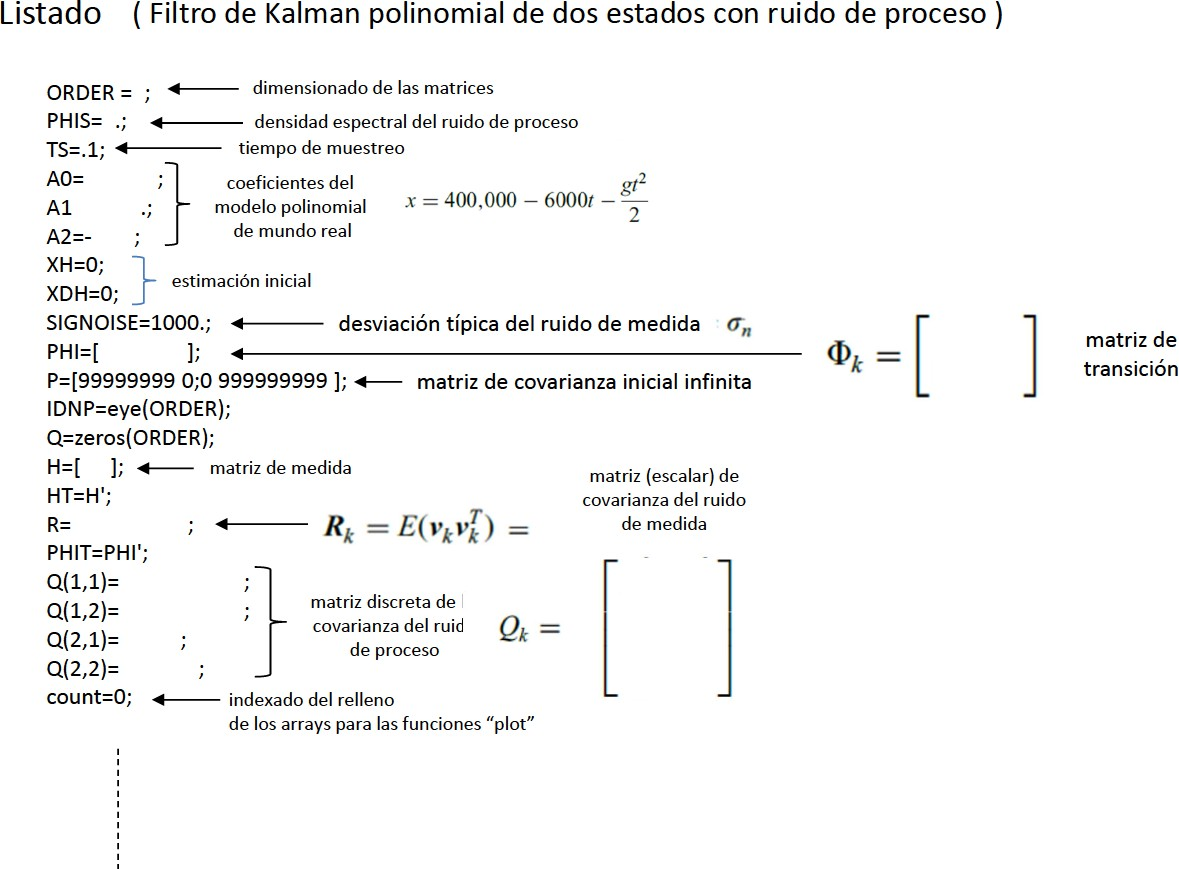 Listado ( Filtro de Kalman polinomial de dos estados con ruido de proceso )
ORDER = ;
dimensionado de las matrices
PHIS= .;
densidad espectral del ruido de proceso
TS=.1;
tiempo de muestreo
A0= ;
A1 .;
A2=- ;
coeficientes del
modelo polinomial
de mundo real
x = 400,000 − 6000t − gt²/2
XH=0;
XDH=0;
estimación inicial
SIGNOISE=1000.;
desviación típica del ruido de medida σₙ
PHI=[ ];
Φₖ = [ ]
matriz de
transición
P=[99999999 0;0 999999999 ];
matriz de covarianza inicial infinita
IDNP=eye(ORDER);
Q=zeros(ORDER);
H=[ ];
matriz de medida
HT=H';
R= ;
Rₖ = E(vₖvₖᵀ) =
matriz (escalar) de
covarianza del ruido
de medida
PHIT=PHI';
Q(1,1)= ;
Q(1,2)= ;
Q(2,1)= ;
Q(2,2)= ;
matriz discreta de
covarianza del ruid
de proceso
Qₖ = [ ]
count=0;
indexado del relleno
de los arrays para las funciones “plot”